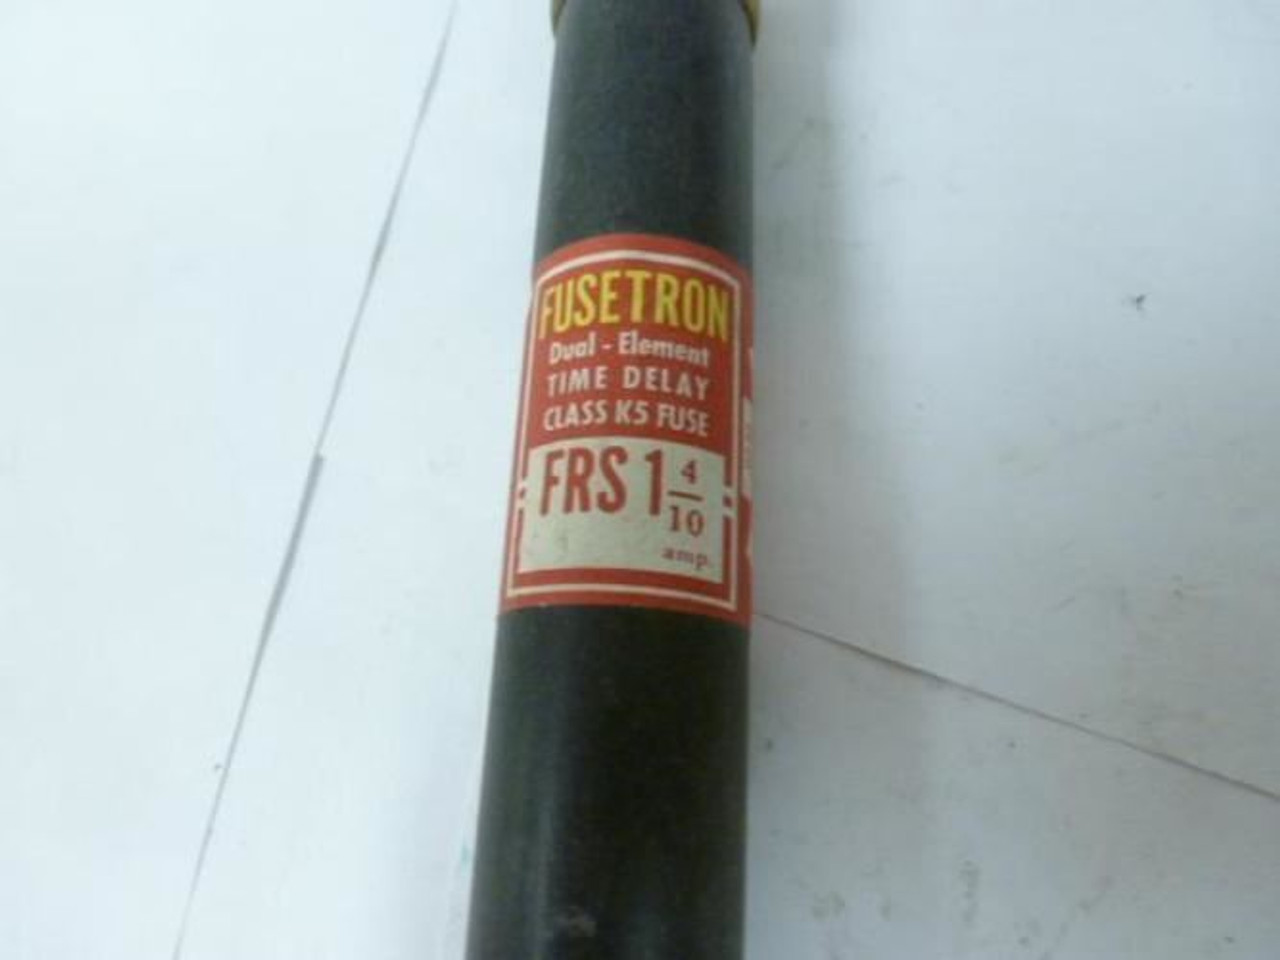 FUSETRON
Dual - Element
TIME DELAY
CLASS K5 FUSE
FRS 1 4/10
amp.